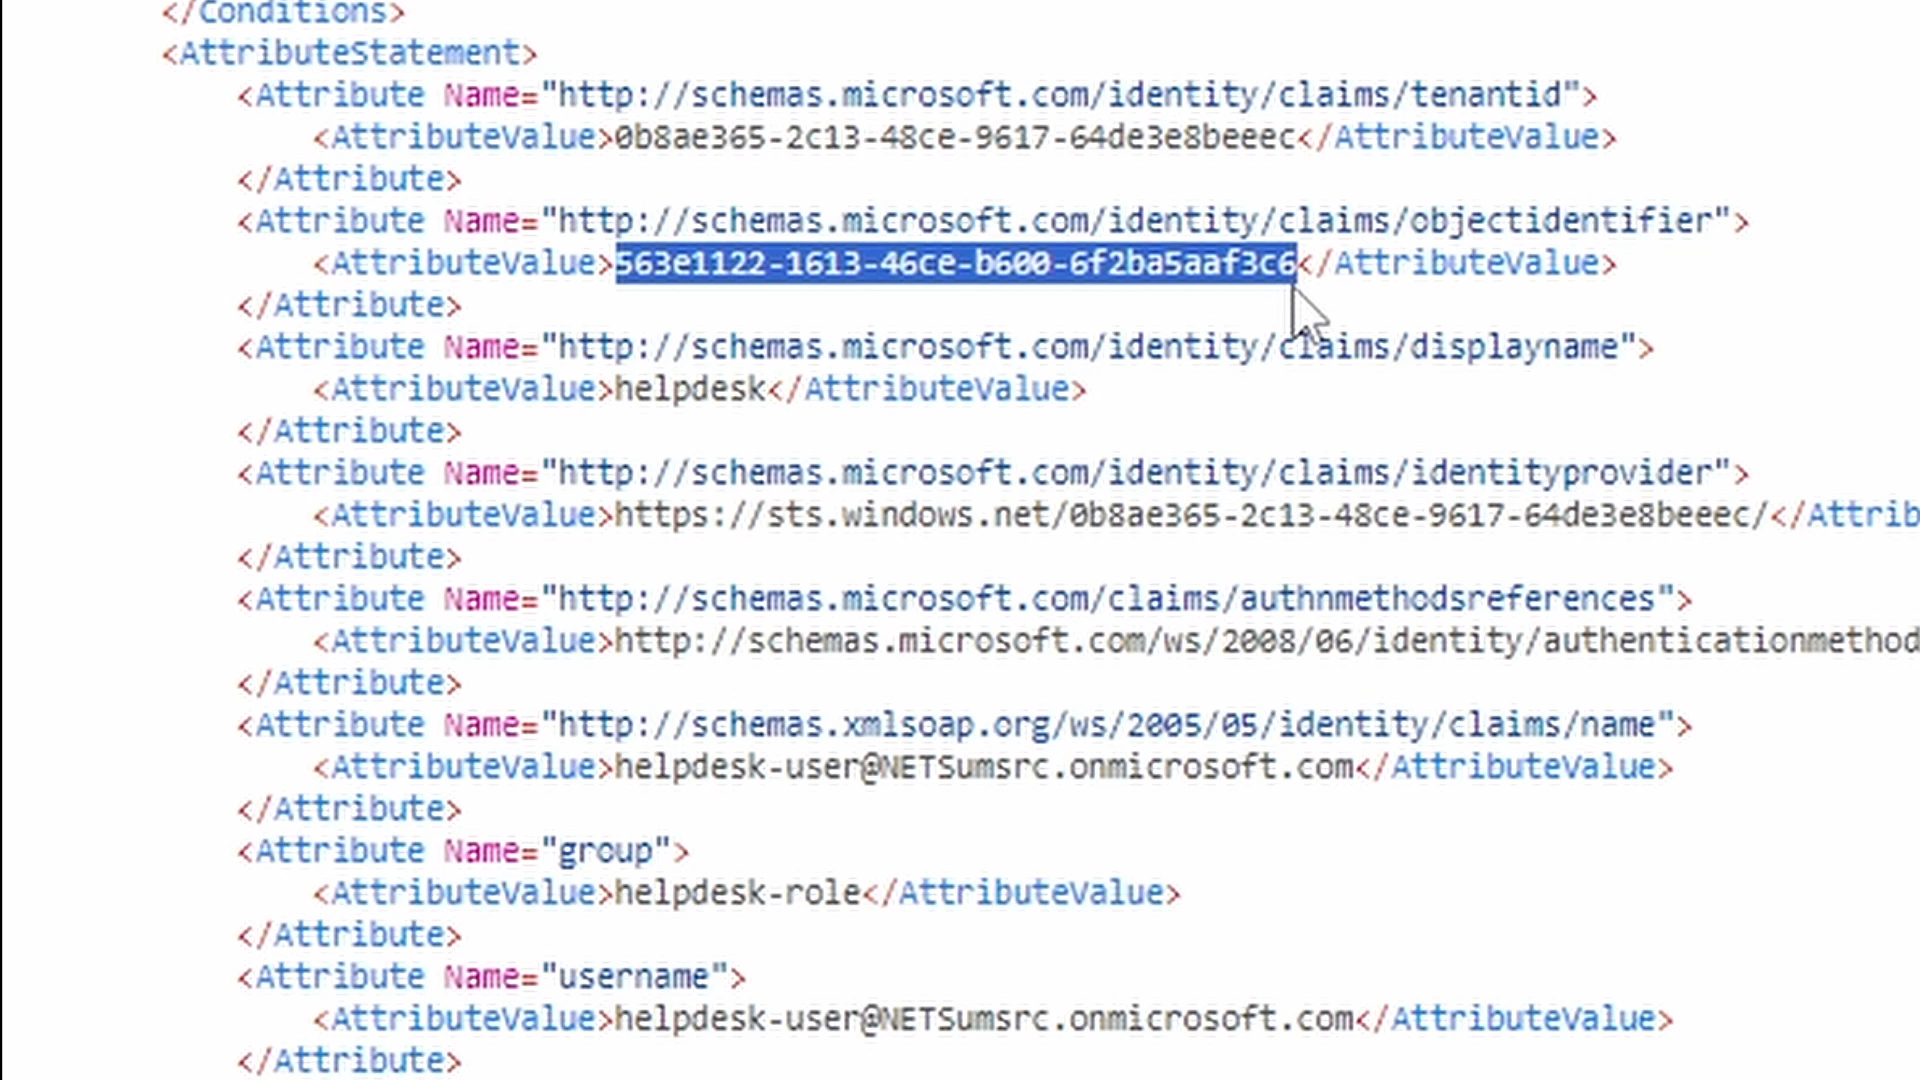 </Conditions>
<AttributeStatement>
<Attribute Name="http://schemas.microsoft.com/identity/claims/tenantid">
<AttributeValue>0b8ae365-2c13-48ce-9617-64de3e8beeec</AttributeValue>
</Attribute>
<Attribute Name="http://schemas.microsoft.com/identity/claims/objectidentifier">
<AttributeValue>563e1122-1613-46ce-b600-6f2ba5aaf3c6</AttributeValue>
</Attribute>
<Attribute Name="http://schemas.microsoft.com/identity/claims/displayname">
<AttributeValue>helpdesk</AttributeValue>
</Attribute>
<Attribute Name="http://schemas.microsoft.com/identity/claims/identityprovider">
<AttributeValue>https://sts.windows.net/0b8ae365-2c13-48ce-9617-64de3e8beeec/</Attrib
</Attribute>
<Attribute Name="http://schemas.microsoft.com/claims/authnmethodsreferences">
<AttributeValue>http://schemas.microsoft.com/ws/2008/06/identity/authenticationmethod
</Attribute>
<Attribute Name="http://schemas.xmlsoap.org/ws/2005/05/identity/claims/name">
<AttributeValue>helpdesk-user@NETSumsrc.onmicrosoft.com</AttributeValue>
</Attribute>
<Attribute Name="group">
<AttributeValue>helpdesk-role</AttributeValue>
</Attribute>
<Attribute Name="username">
<AttributeValue>helpdesk-user@NETSumsrc.onmicrosoft.com</AttributeValue>
</Attribute>